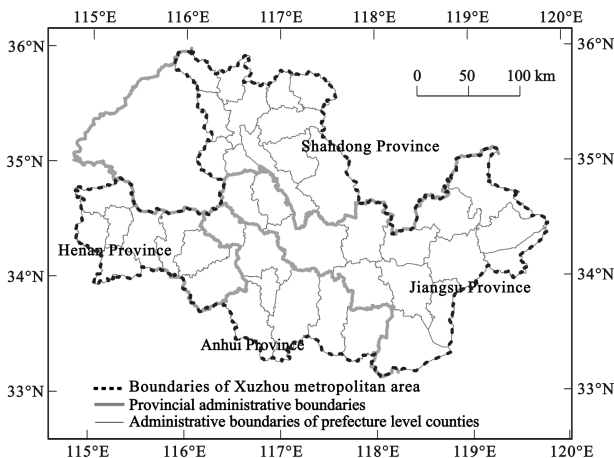 115°E 116°E 117°E 118°E 119°E 120°E
36°N 36°N
0 50 100 km
Shahdong Province
35°N 35°N
Henan Province
34°N 34°N
Jiangsu Province
Anhui Province
Boundaries of Xuzhou metropolitan area
33°N 33°N
Provincial administrative boundaries
Administrative boundaries of prefecture level counties
115°E 116°E 117°E 118°E 119°E 120°E